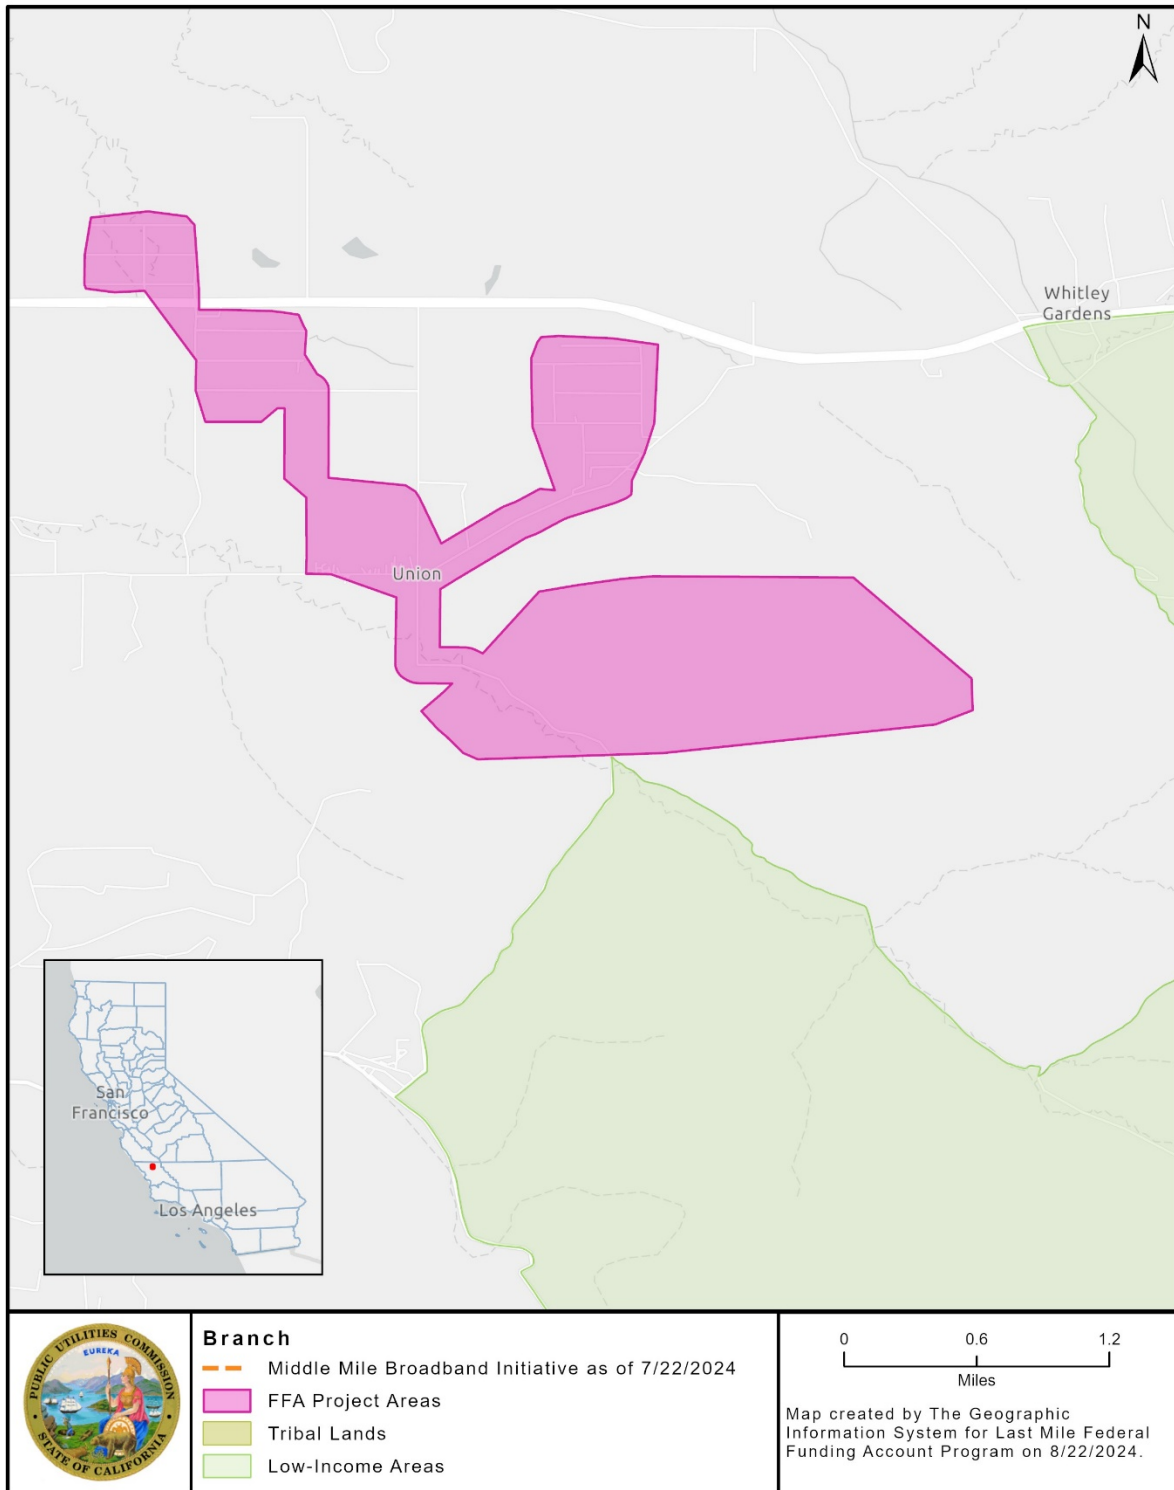 N
Whitley
Gardens
Union
San
Francisco
Los Angeles
PUBLIC UTILITIES COMMISSION
EUREKA
STATE OF CALIFORNIA
Branch
Middle Mile Broadband Initiative as of 7/22/2024
FFA Project Areas
Tribal Lands
Low-Income Areas
0 0.6 1.2
Miles
Map created by The Geographic
Information System for Last Mile Federal
Funding Account Program on 8/22/2024.